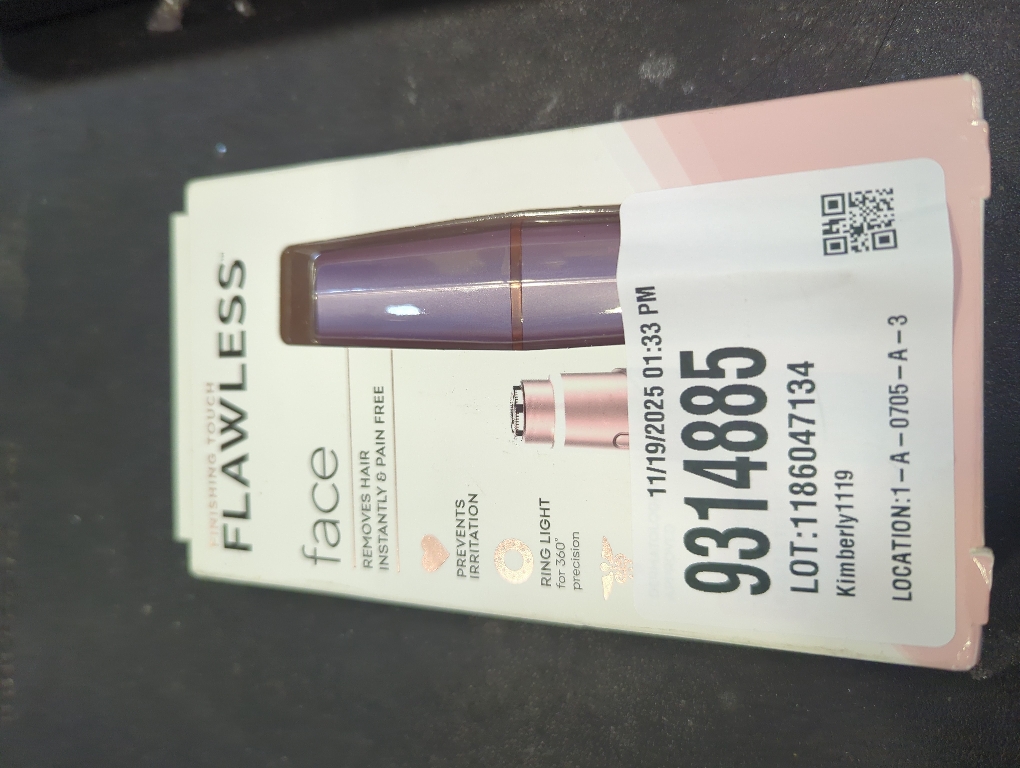 FINISHING TOUCH
FLAWLESS™
face
REMOVES HAIR
INSTANTLY & PAIN FREE
PREVENTS
IRRITATION
RING LIGHT
for 360°
precision
11/19/2025 01:33 PM
9314885
LOT:1186047134
Kimberly1119
LOCATION:1-A-0705-A-3